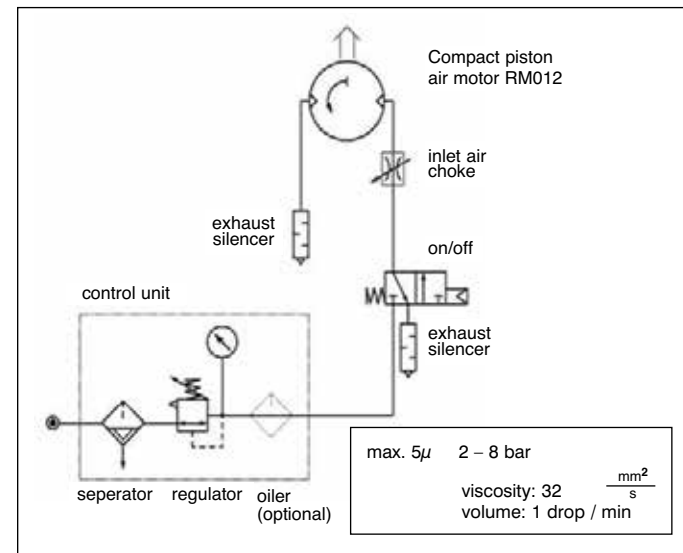 Compact piston
air motor RM012
inlet air
choke
exhaust
silencer
on/off
control unit
exhaust
silencer
seperator regulator oiler
(optional)
max. 5µ 2 – 8 bar
viscosity: 32 mm²/s
volume: 1 drop / min